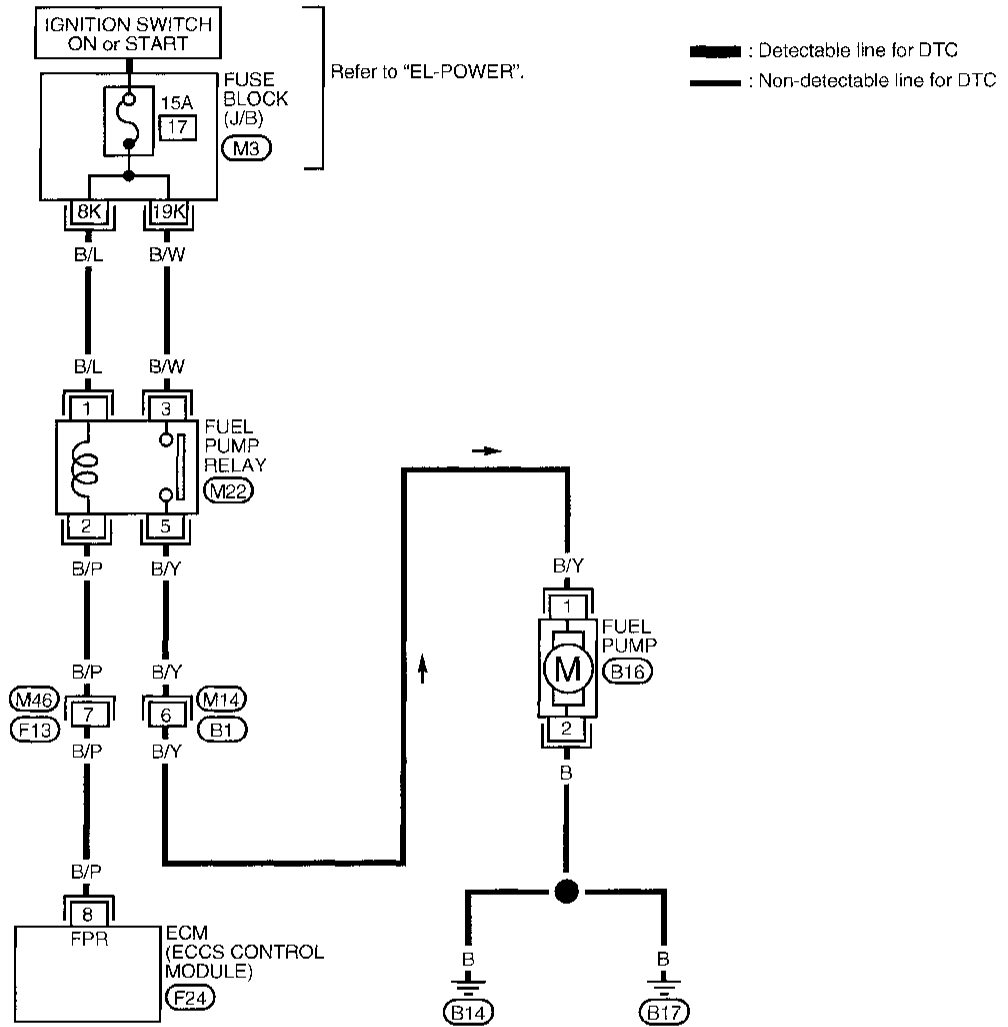 IGNITION SWITCH
ON or START
Refer to "EL-POWER".
: Detectable line for DTC
: Non-detectable line for DTC
FUSE
BLOCK
(J/B)
M3
15A
17
8K
19K
B/L
B/W
B/L
B/W
1
3
FUEL
PUMP
RELAY
M22
2
5
B/P
B/Y
B/P
B/Y
M46
F13
7
6
M14
B1
B/P
B/Y
B/Y
1
FUEL
PUMP
B16
M
2
B
B/P
8
FPR
ECM
(ECCS CONTROL
MODULE)
F24
B
B
B14
B17